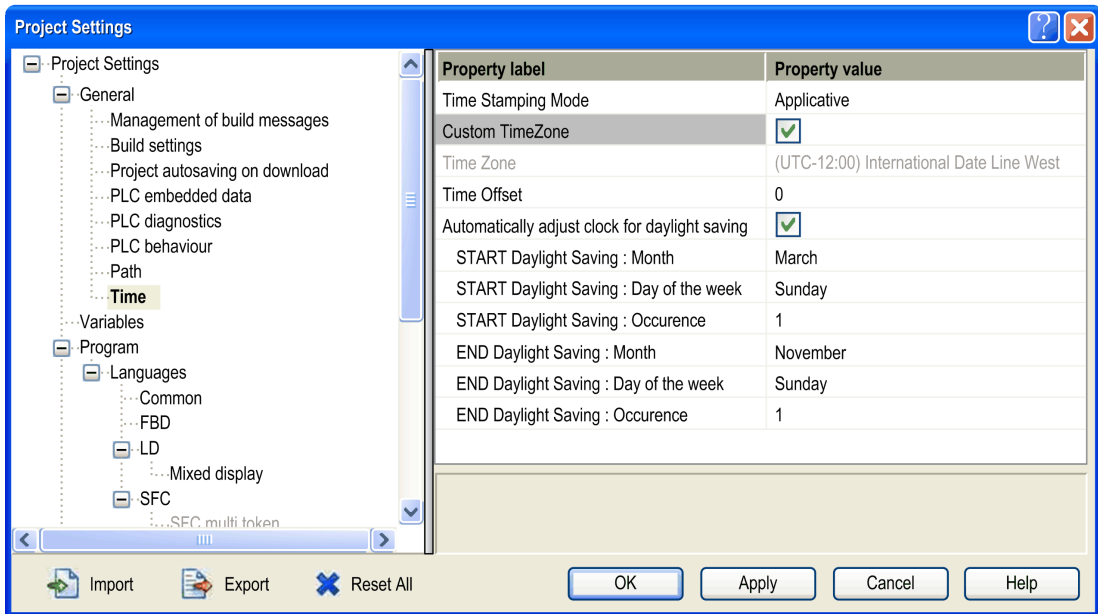 Project Settings
Project Settings
General
Management of build messages
Build settings
Project autosaving on download
PLC embedded data
PLC diagnostics
PLC behaviour
Path
Time
Variables
Program
Languages
Common
FBD
LD
Mixed display
SFC
SFC multi token
Property label Property value
Time Stamping Mode Applicative
Custom TimeZone
Time Zone (UTC-12:00) International Date Line West
Time Offset 0
Automatically adjust clock for daylight saving
START Daylight Saving : Month March
START Daylight Saving : Day of the week Sunday
START Daylight Saving : Occurence 1
END Daylight Saving : Month November
END Daylight Saving : Day of the week Sunday
END Daylight Saving : Occurence 1
Import Export Reset All OK Apply Cancel Help